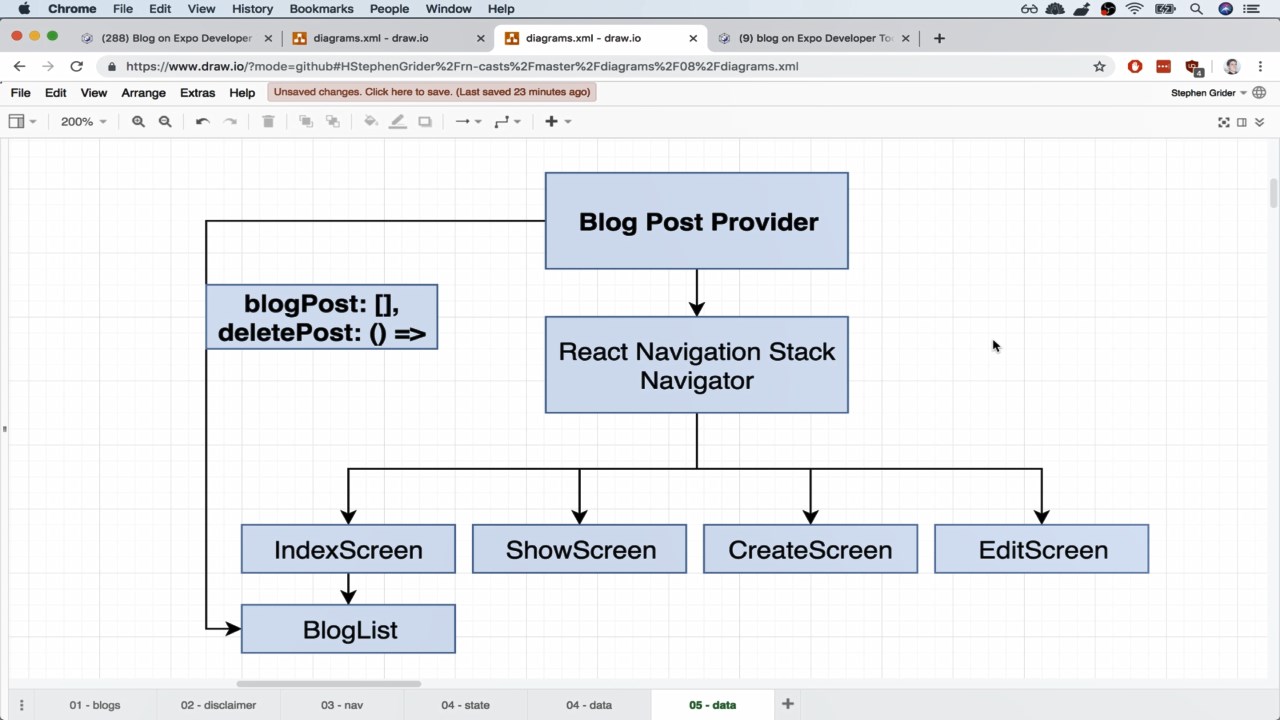 Chrome File Edit View History Bookmarks People Window Help
(288) Blog on Expo Developer
diagrams.xml - draw.io
diagrams.xml - draw.io
(9) blog on Expo Developer Too
https://www.draw.io/?mode=github#HStephenGrider%2Frn-casts%2Fmaster%2Fdiagrams%2F08%2Fdiagrams.xml
4
File Edit View Arrange Extras Help
Unsaved changes. Click here to save. (Last saved 23 minutes ago)
Stephen Grider
200%
Blog Post Provider
blogPost: [],
deletePost: () =>
React Navigation Stack
Navigator
IndexScreen
ShowScreen
CreateScreen
EditScreen
BlogList
01 - blogs
02 - disclaimer
03 - nav
04 - state
04 - data
05 - data